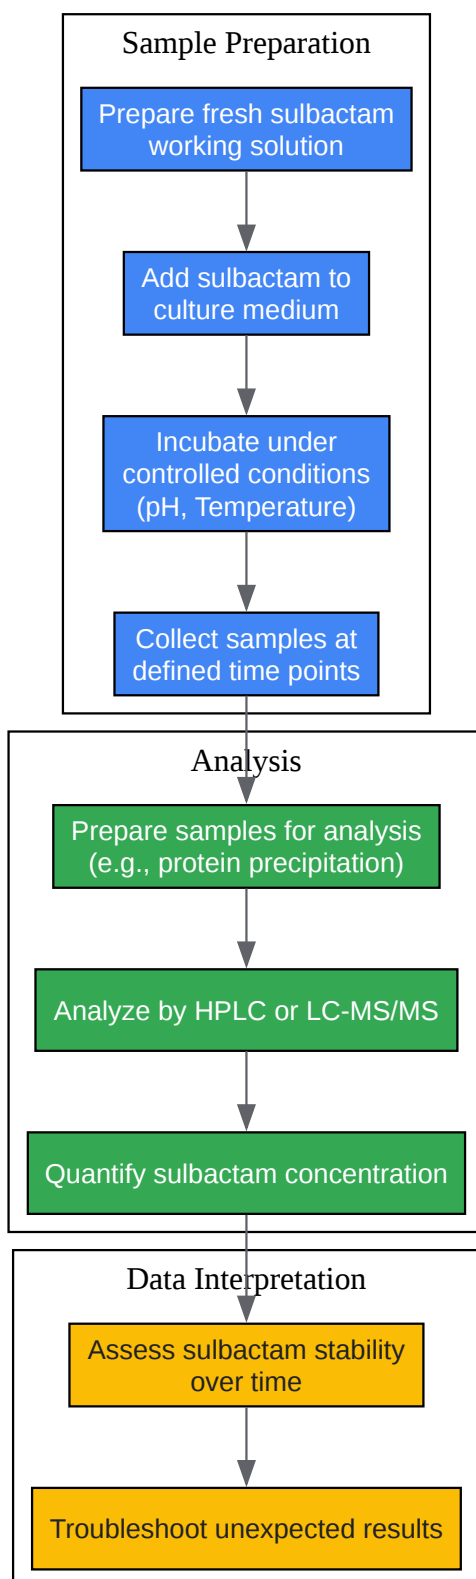 Sample Preparation
Prepare fresh sulbactam
working solution
Add sulbactam to
culture medium
Incubate under
controlled conditions
(pH, Temperature)
Collect samples at
defined time points
Analysis
Prepare samples for analysis
(e.g., protein precipitation)
Analyze by HPLC or LC-MS/MS
Quantify sulbactam concentration
Data Interpretation
Assess sulbactam stability
over time
Troubleshoot unexpected results